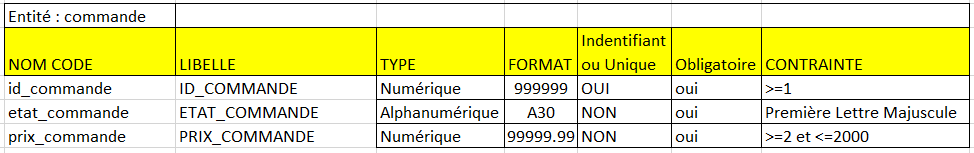 Entité : commande
NOM CODE LIBELLE TYPE FORMAT Indentifiant ou Unique Obligatoire CONTRAINTE
id_commande ID_COMMANDE Numérique 999999 OUI oui >=1
etat_commande ETAT_COMMANDE Alphanumérique A30 NON oui Première Lettre Majuscule
prix_commande PRIX_COMMANDE Numérique 99999.99 NON oui >=2 et <=2000